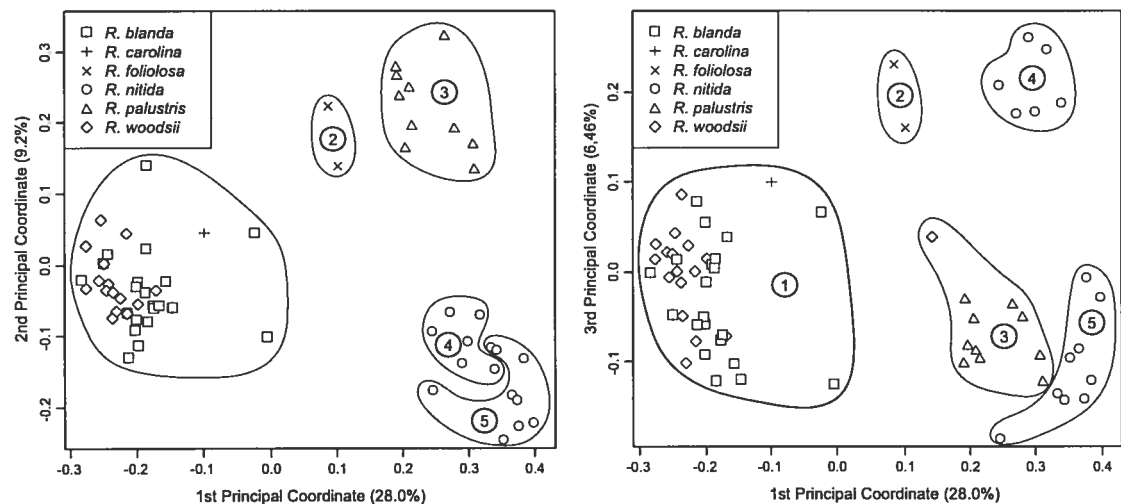 R. blanda
R. carolina
R. foliolosa
R. nitida
R. palustris
R. woodsii
2
3
4
5
0.3
0.2
0.1
0.0
-0.1
-0.2
2nd Principal Coordinate (9.2%)
-0.3 -0.2 -0.1 0.0 0.1 0.2 0.3 0.4
1st Principal Coordinate (28.0%)
R. blanda
R. carolina
R. foliolosa
R. nitida
R. palustris
R. woodsii
4
2
1
5
3
0.2
0.1
0.0
-0.1
3rd Principal Coordinate (6,46%)
-0.3 -0.2 -0.1 0.0 0.1 0.2 0.3 0.4
1st Principal Coordinate (28.0%)